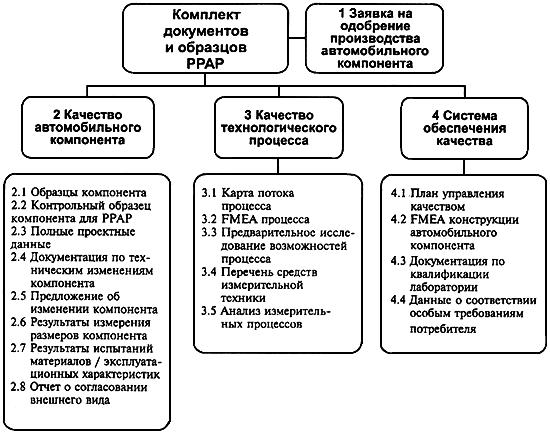 Комплект
документов
и образцов
PPAP
1 Заявка на
одобрение
производства
автомобильного
компонента
2 Качество
автомобильного
компонента
3 Качество
технологического
процесса
4 Система
обеспечения
качества
2.1 Образцы компонента
2.2 Контрольный образец
компонента для PPAP
2.3 Полные проектные
данные
2.4 Документация по тех-
ническим изменениям
компонента
2.5 Предложение об
изменении компонента
2.6 Результаты измерения
размеров компонента
2.7 Результаты испытаний
материалов / эксплуата-
ционных характеристик
2.8 Отчет о согласовании
внешнего вида
3.1 Карта потока
процесса
3.2 FMEA процесса
3.3 Предварительное иссле-
дование возможностей
процесса
3.4 Перечень средств
измерительной
техники
3.5 Анализ измеритель-
ных процессов
4.1 План управления
качеством
4.2 FMEA конструкции
автомобильного
компонента
4.3 Документация по
квалификации
лаборатории
4.4 Данные о соответствии
особым требованиям
потребителя